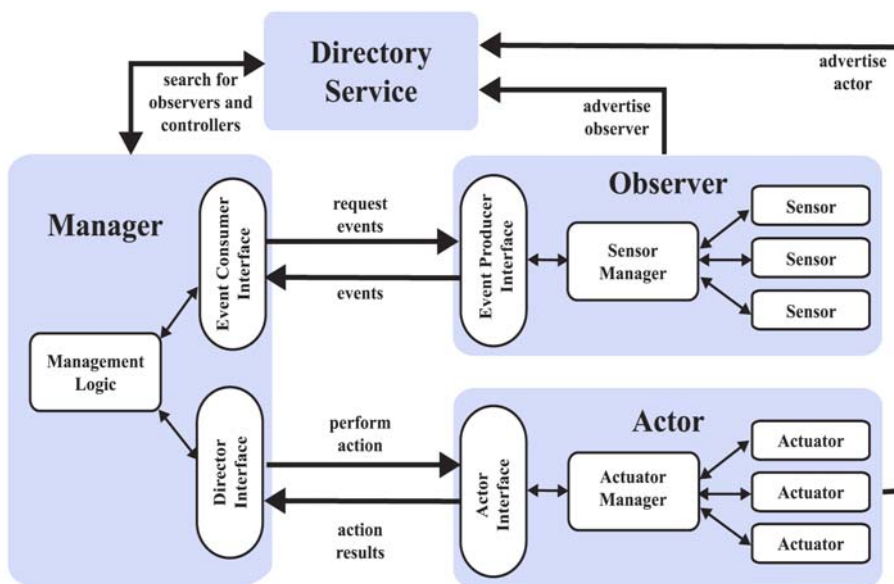 Directory
Service
search for
observers and
controllers
advertise
actor
advertise
observer
Manager
Event Consumer
Interface
Management
Logic
Director
Interface
request
events
events
perform
action
action
results
Observer
Event Producer
Interface
Sensor
Manager
Sensor
Sensor
Sensor
Actor
Actor
Interface
Actuator
Manager
Actuator
Actuator
Actuator